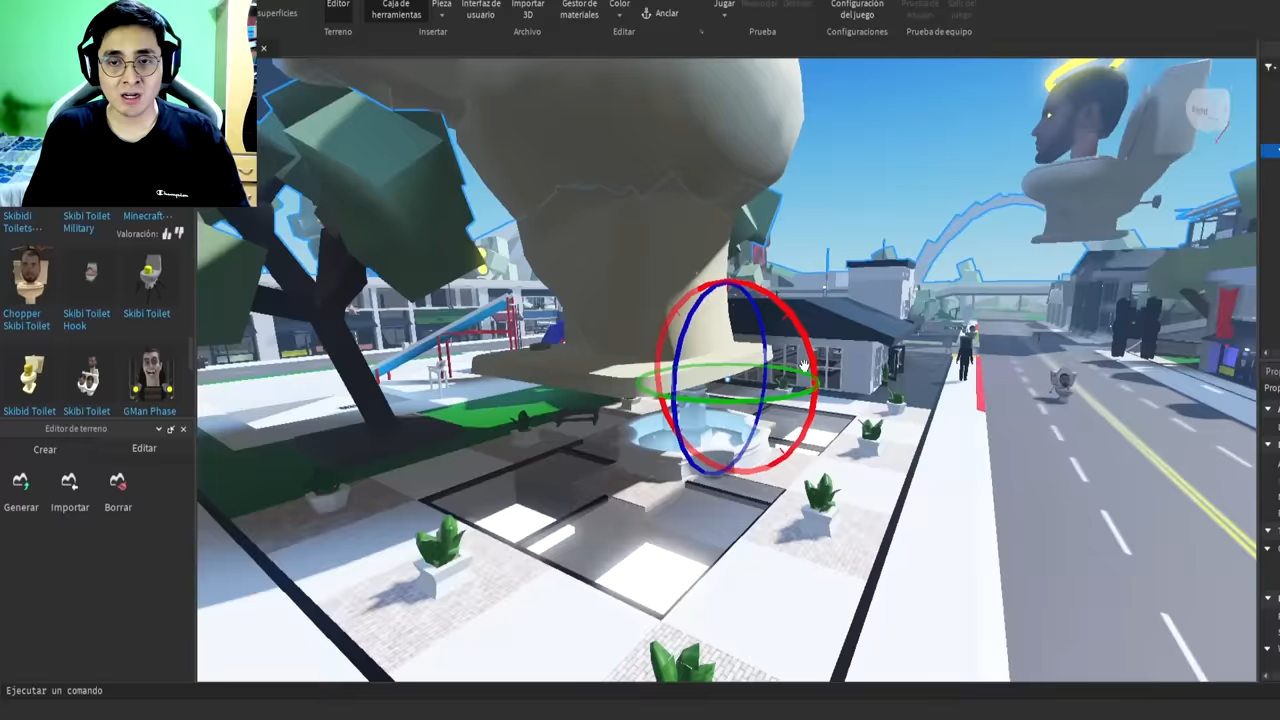 superficies
Editor
Terreno
Caja de
herramientas
Pieza
Interfaz de
usuario
Insertar
Importar
3D
Archivo
Gestor de
materiales
Color
Anclar
Editar
Jugar
Prueba
Configuración
del juego
Configuraciones
Prueba de equipo
Champion
Skibidi
Toilets...
Skibi Toilet
Military
Minecraft...
Valoración:
Chopper
Skibi Toilet
Skibi Toilet
Hook
Skibi Toilet
Skibid Toilet
Skibi Toilet
GMan Phase
Editor de terreno
Crear
Editar
Generar
Importar
Borrar
Ejecutar un comando